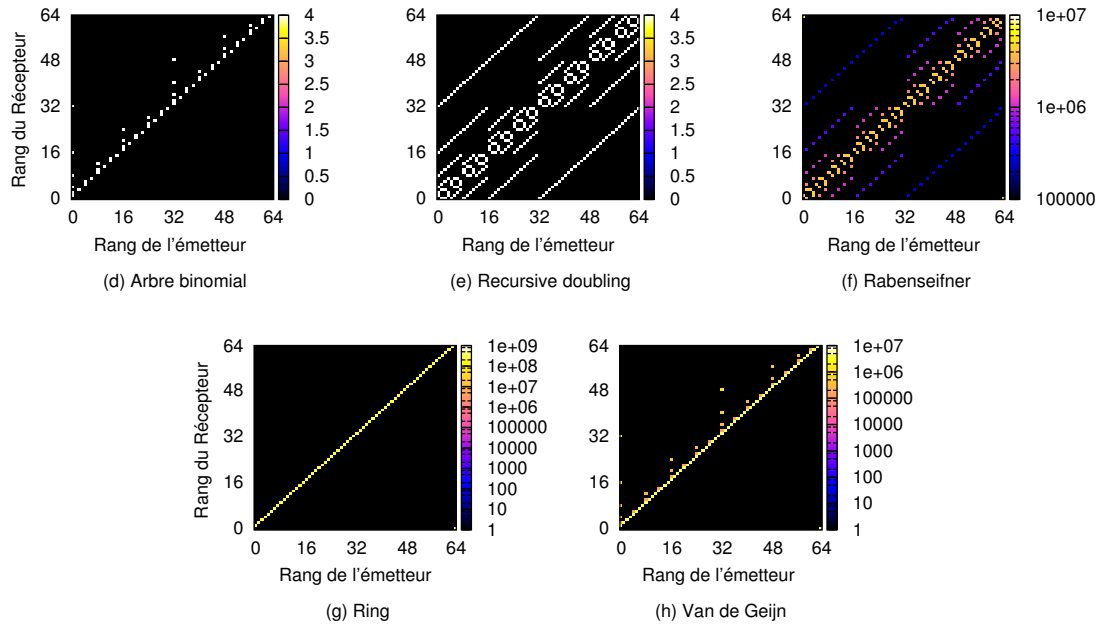 64
48
32
16
0
Rang du Récepteur
0 16 32 48 64
Rang de l'émetteur
4
3.5
3
2.5
2
1.5
1
0.5
0
(d) Arbre binomial
64
48
32
16
0
0 16 32 48 64
Rang de l'émetteur
4
3.5
3
2.5
2
1.5
1
0.5
0
(e) Recursive doubling
64
48
32
16
0
0 16 32 48 64
Rang de l'émetteur
1e+07
1e+06
100000
(f) Rabenseifner
64
48
32
16
0
Rang du Récepteur
0 16 32 48 64
Rang de l'émetteur
1e+09
1e+08
1e+07
1e+06
100000
10000
1000
100
10
1
(g) Ring
64
48
32
16
0
0 16 32 48 64
Rang de l'émetteur
1e+07
1e+06
100000
10000
1000
100
10
1
(h) Van de Geijn